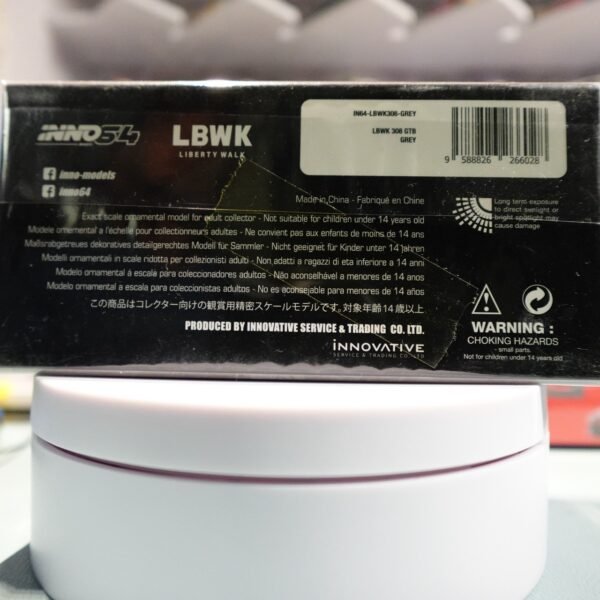 INNO64
LBWK
LIBERTY WALK
inno-models
inno64
IN64-LBWK308-GREY
LBWK 308 GTB
GREY
9 588826 266028
Made in China - Fabriqué en Chine
Long term exposure
to direct sunlight or
bright spotlight may
cause damage
Exact scale ornamental model for adult collector - Not suitable for children under 14 years old
Modele ornamental a l'échelle pour collectionneurs adultes - Ne convient pas aux enfants de moins de 14 ans
Maßsrabgetreues dekoratives detailgerechtes Modell für Sammler - Nicht geeignet für Kinder unter 14 jahren
Modelli ornamentali in scale ridotta per collezionisti adulti - Non adatti a ragazzi di eta inferiore a 14 anni
Modelo ornamental à escala para coleccionadores adultos - Não aconselhável a menores de 14 anos
Modelo ornamental a escala para coleccionistas adultos - No es aconsejable para menores de 14 años
この商品はコレクター向けの観賞用精密スケールモデルです。対象年齢14歳以上
PRODUCED BY INNOVATIVE SERVICE & TRADING CO. LTD.
INNOVATIVE
SERVICE & TRADING CO. LTD
WARNING :
CHOKING HAZARDS
- small parts.
Not for children under 14 years old